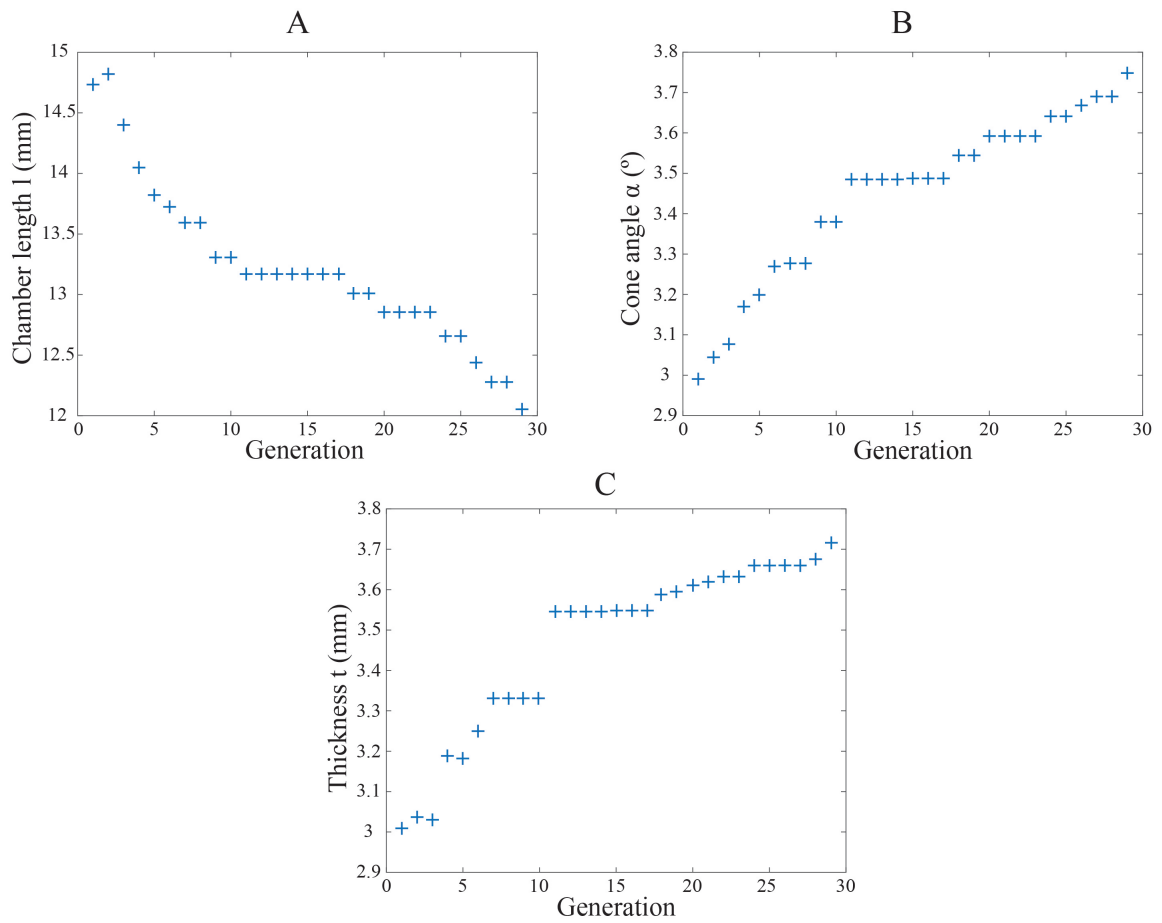 A
Chamber length l (mm)
15
14.5
14
13.5
13
12.5
12
0 5 10 15 20 25 30
Generation
B
Cone angle α (º)
3.8
3.7
3.6
3.5
3.4
3.3
3.2
3.1
3
2.9
0 5 10 15 20 25 30
Generation
C
Thickness t (mm)
3.8
3.7
3.6
3.5
3.4
3.3
3.2
3.1
3
2.9
0 5 10 15 20 25 30
Generation